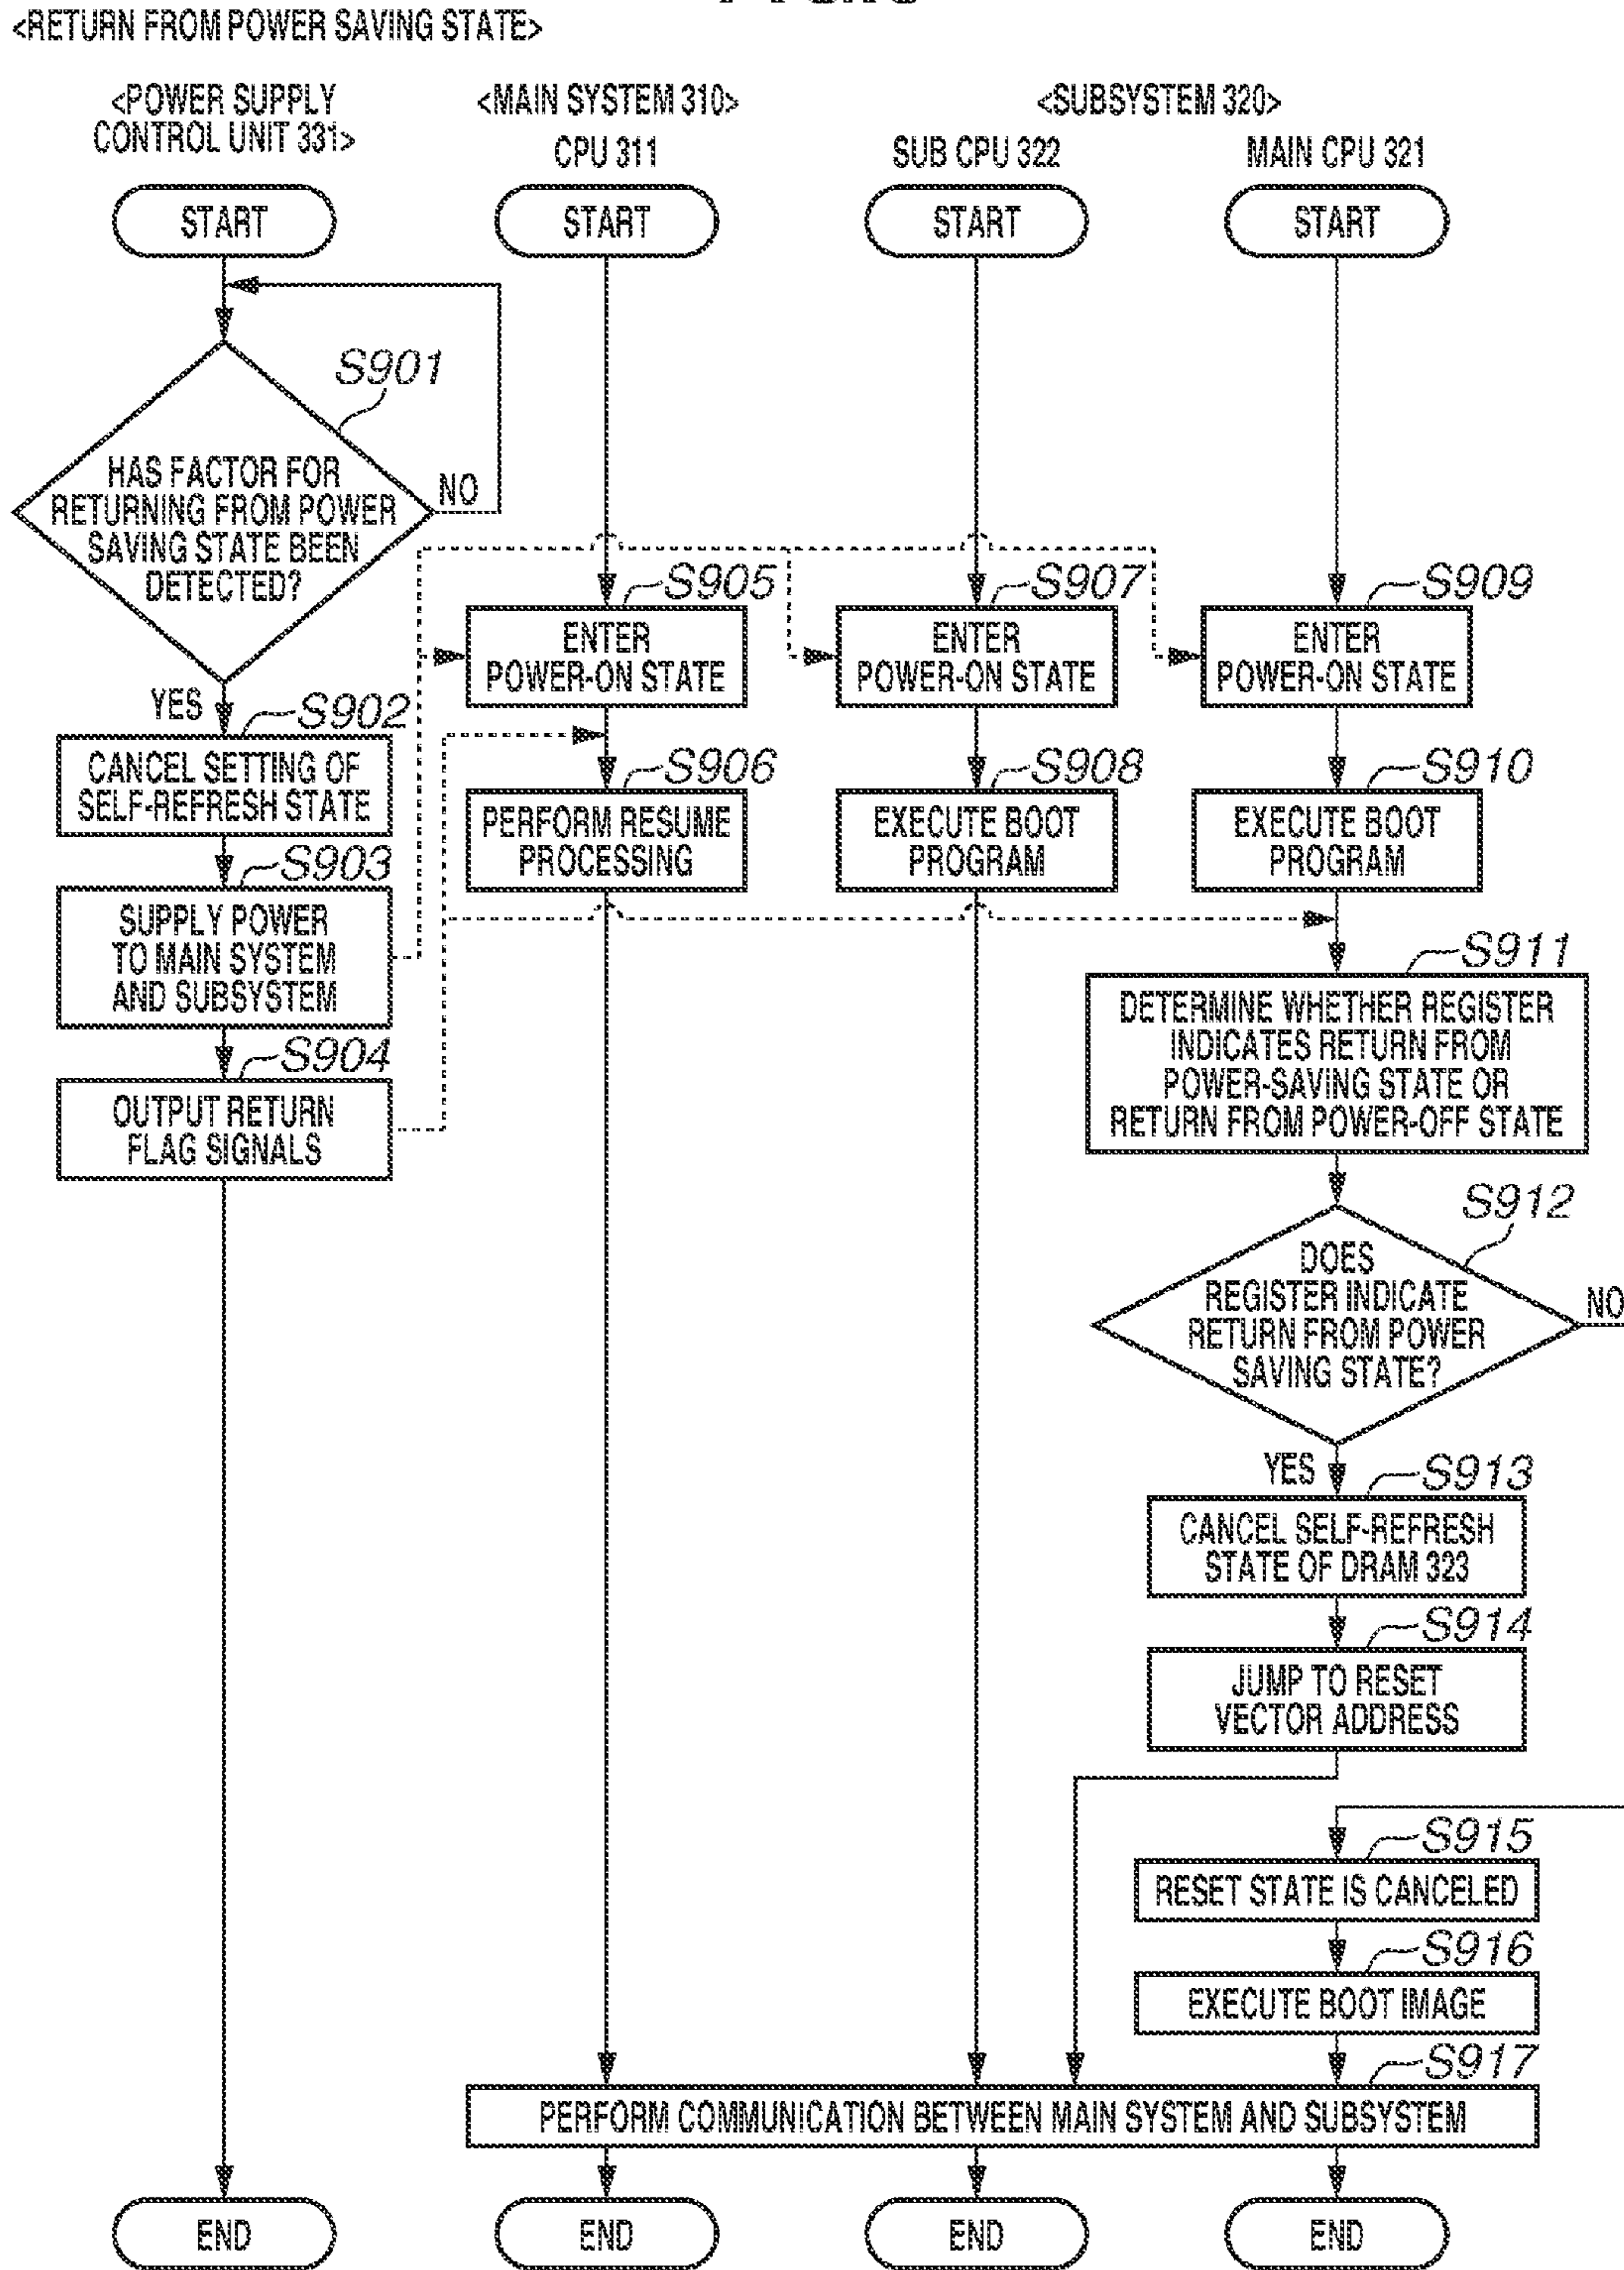 <RETURN FROM POWER SAVING STATE>
<POWER SUPPLY
CONTROL UNIT 331>
<MAIN SYSTEM 310>
CPU 311
<SUBSYSTEM 320>
SUB CPU 322
MAIN CPU 321
START
START
START
START
S901
HAS FACTOR FOR
RETURNING FROM POWER
SAVING STATE BEEN
DETECTED?
NO
YES
S902
CANCEL SETTING OF
SELF-REFRESH STATE
S903
SUPPLY POWER
TO MAIN SYSTEM
AND SUBSYSTEM
S904
OUTPUT RETURN
FLAG SIGNALS
S905
ENTER
POWER-ON STATE
S906
PERFORM RESUME
PROCESSING
S907
ENTER
POWER-ON STATE
S908
EXECUTE BOOT
PROGRAM
S909
ENTER
POWER-ON STATE
S910
EXECUTE BOOT
PROGRAM
S911
DETERMINE WHETHER REGISTER
INDICATES RETURN FROM
POWER-SAVING STATE OR
RETURN FROM POWER-OFF STATE
S912
DOES
REGISTER INDICATE
RETURN FROM POWER
SAVING STATE?
NO
YES
S913
CANCEL SELF-REFRESH
STATE OF DRAM 323
S914
JUMP TO RESET
VECTOR ADDRESS
S915
RESET STATE IS CANCELED
S916
EXECUTE BOOT IMAGE
S917
PERFORM COMMUNICATION BETWEEN MAIN SYSTEM AND SUBSYSTEM
END
END
END
END